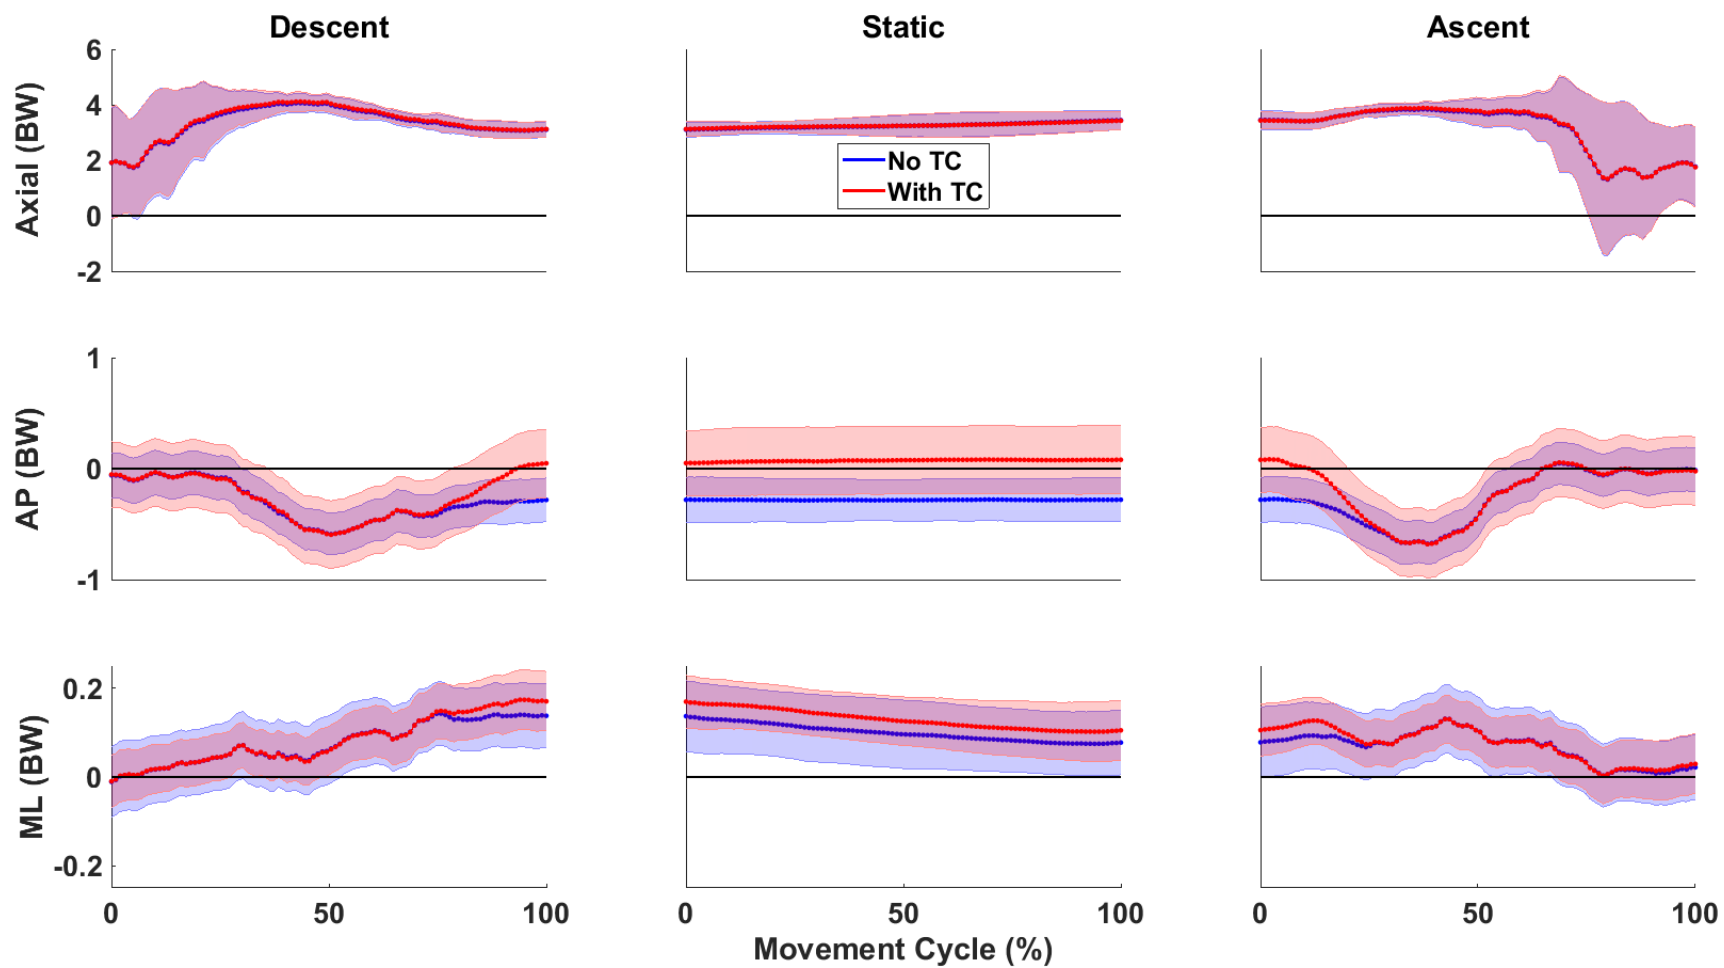 Descent
Static
Ascent
Axial (BW)
6
4
2
0
-2
No TC
With TC
AP (BW)
1
0
-1
ML (BW)
0.2
0
-0.2
0
50
100
0
50
100
0
50
100
Movement Cycle (%)